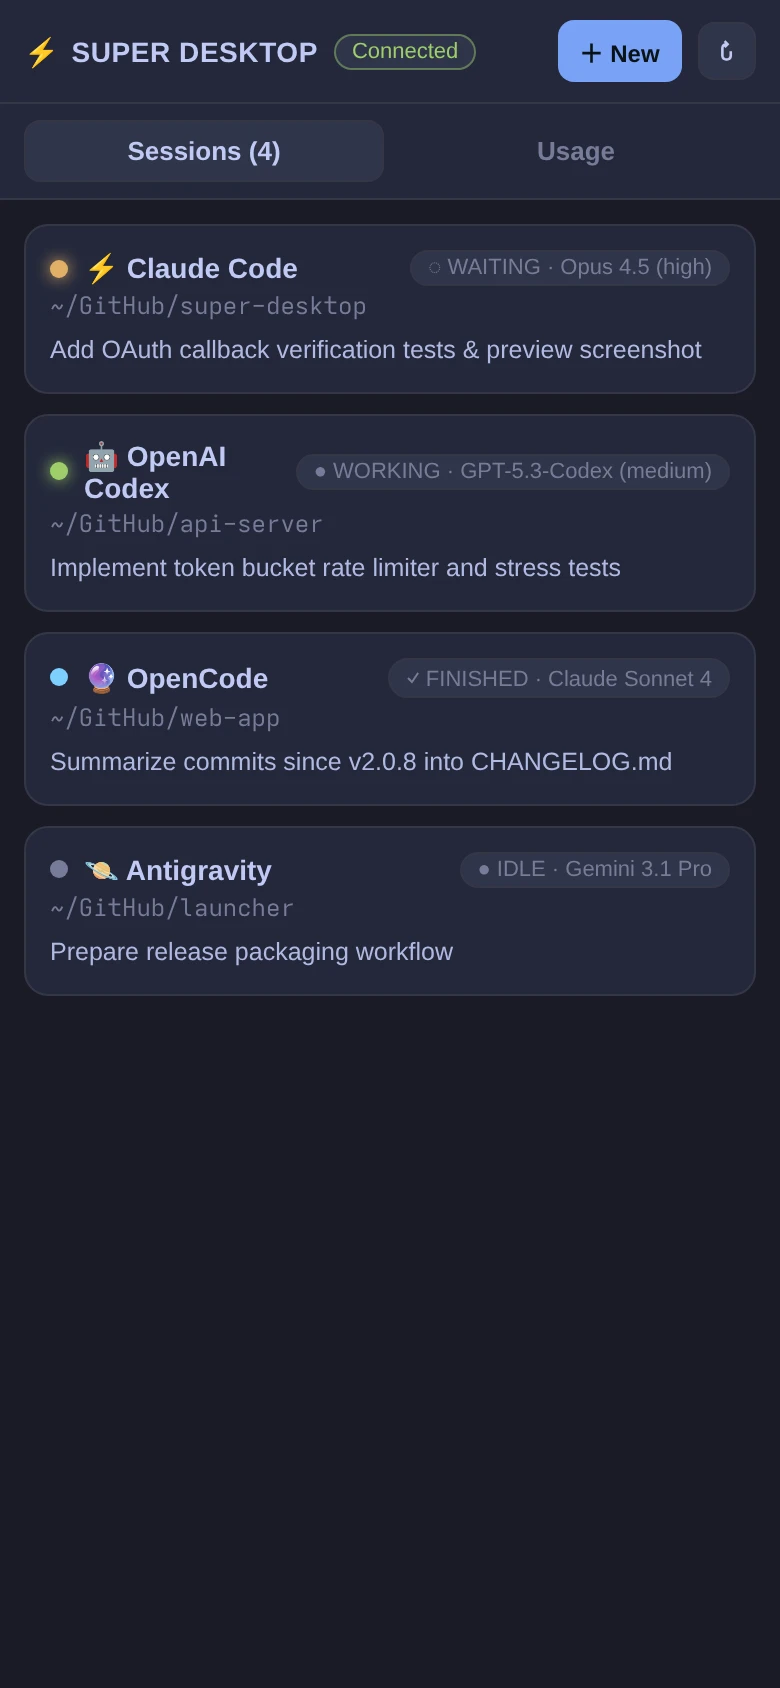 ⚡ SUPER DESKTOP Connected + New
Sessions (4) Usage
⚡ Claude Code ◌ WAITING · Opus 4.5 (high)
~/GitHub/super-desktop
Add OAuth callback verification tests & preview screenshot
🤖 OpenAI
Codex
● WORKING · GPT-5.3-Codex (medium)
~/GitHub/api-server
Implement token bucket rate limiter and stress tests
🔮 OpenCode ✓ FINISHED · Claude Sonnet 4
~/GitHub/web-app
Summarize commits since v2.0.8 into CHANGELOG.md
🪐 Antigravity ● IDLE · Gemini 3.1 Pro
~/GitHub/launcher
Prepare release packaging workflow